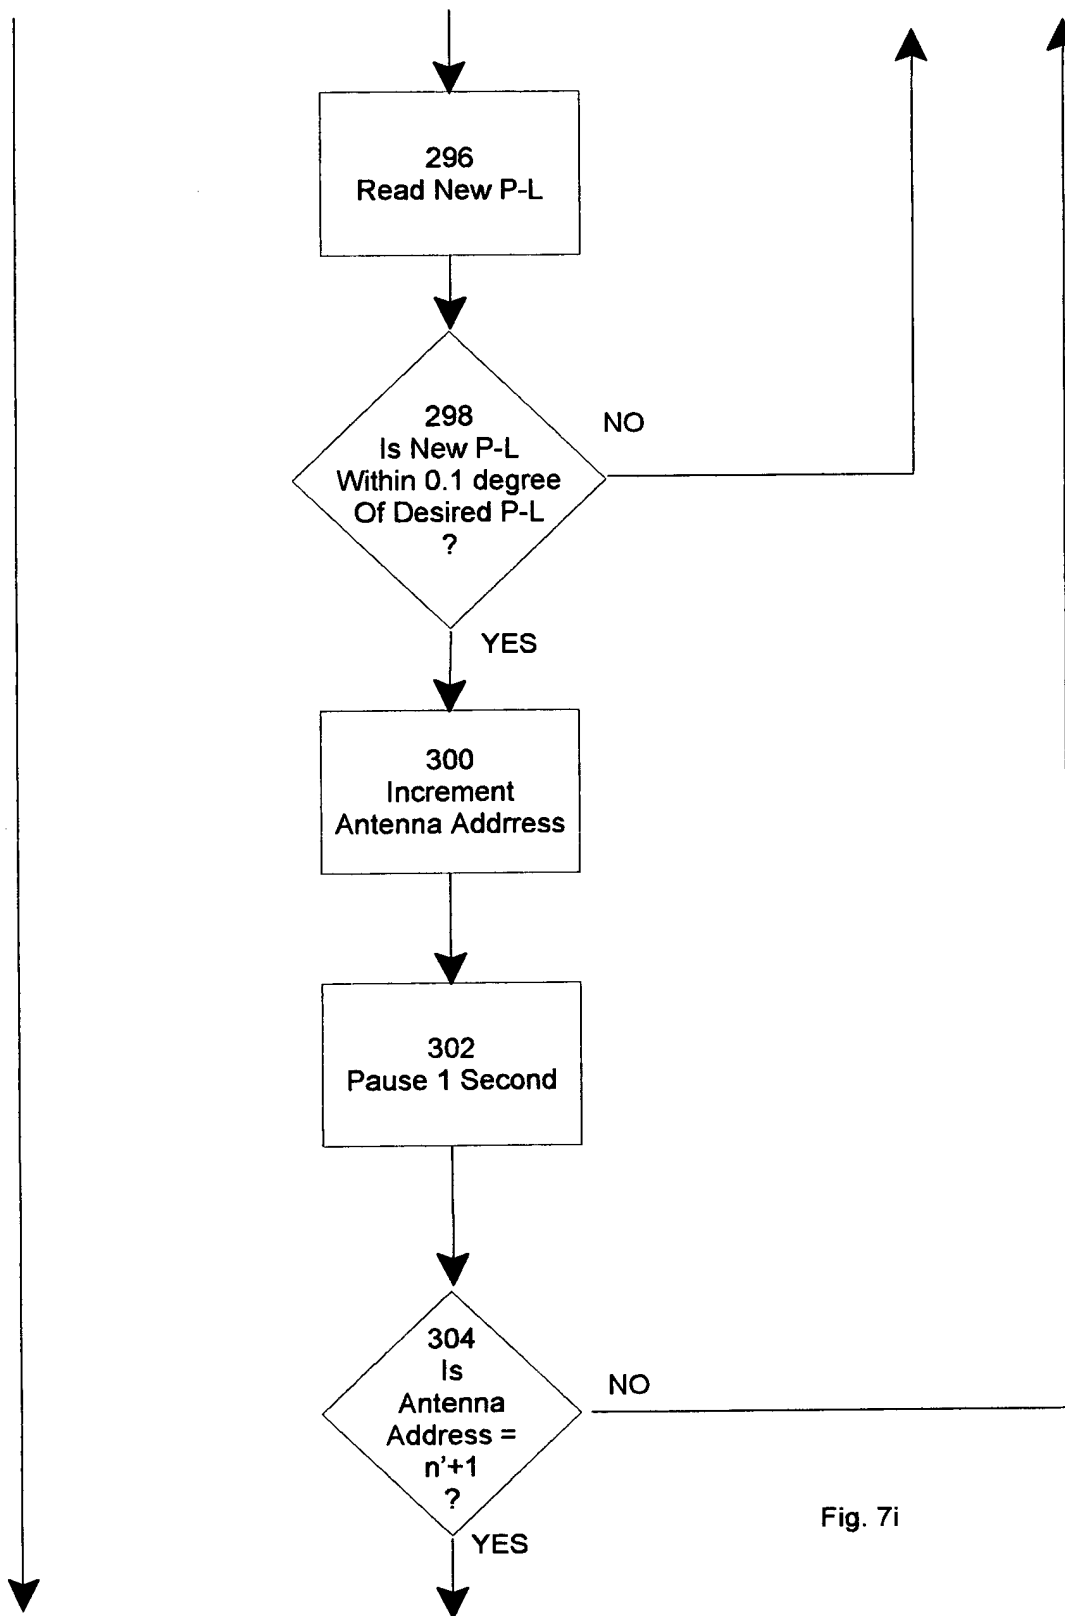 296
Read New P-L
298
Is New P-L
Within 0.1 degree
Of Desired P-L
?
NO
YES
300
Increment
Antenna Addrress
302
Pause 1 Second
304
Is
Antenna
Address =
n'+1
?
NO
YES
Fig. 7i